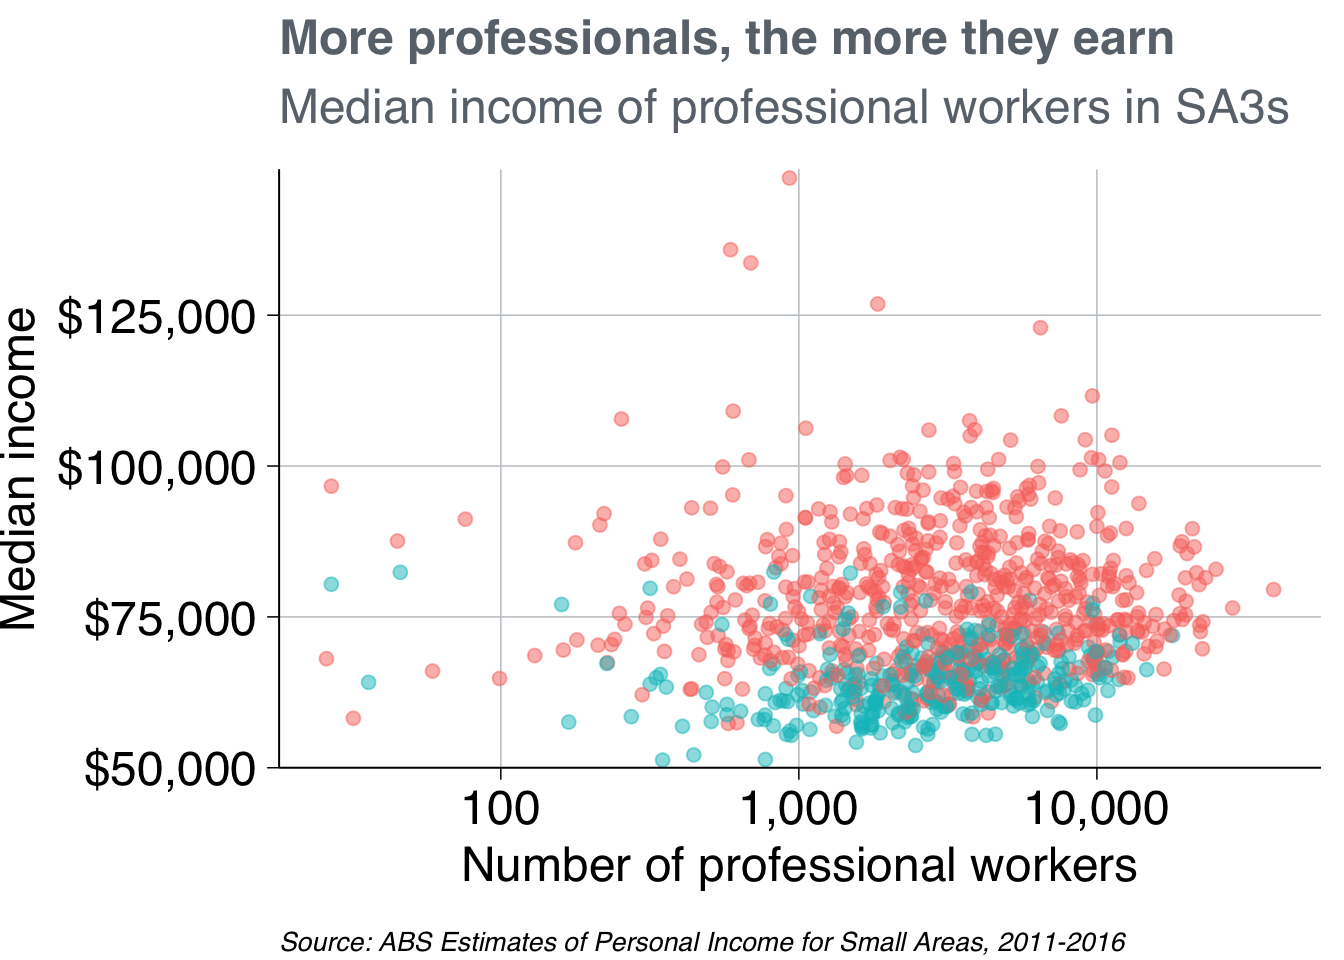 More professionals, the more they earn
Median income of professional workers in SA3s
Median income
$125,000
$100,000
$75,000
$50,000
100
1,000
10,000
Number of professional workers
Source: ABS Estimates of Personal Income for Small Areas, 2011-2016